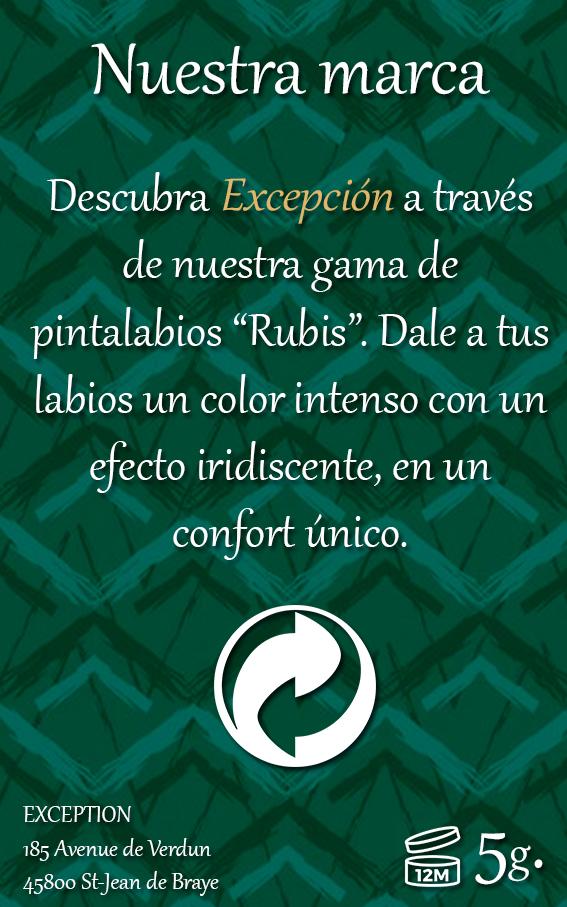 Nuestra marca
Descubra Excepción a través
de nuestra gama de
pintalabios “Rubis”. Dale a tus
labios un color intenso con un
efecto iridiscente, en un
confort único.
EXCEPTION
185 Avenue de Verdun
45800 St-Jean de Braye
12M
5g.